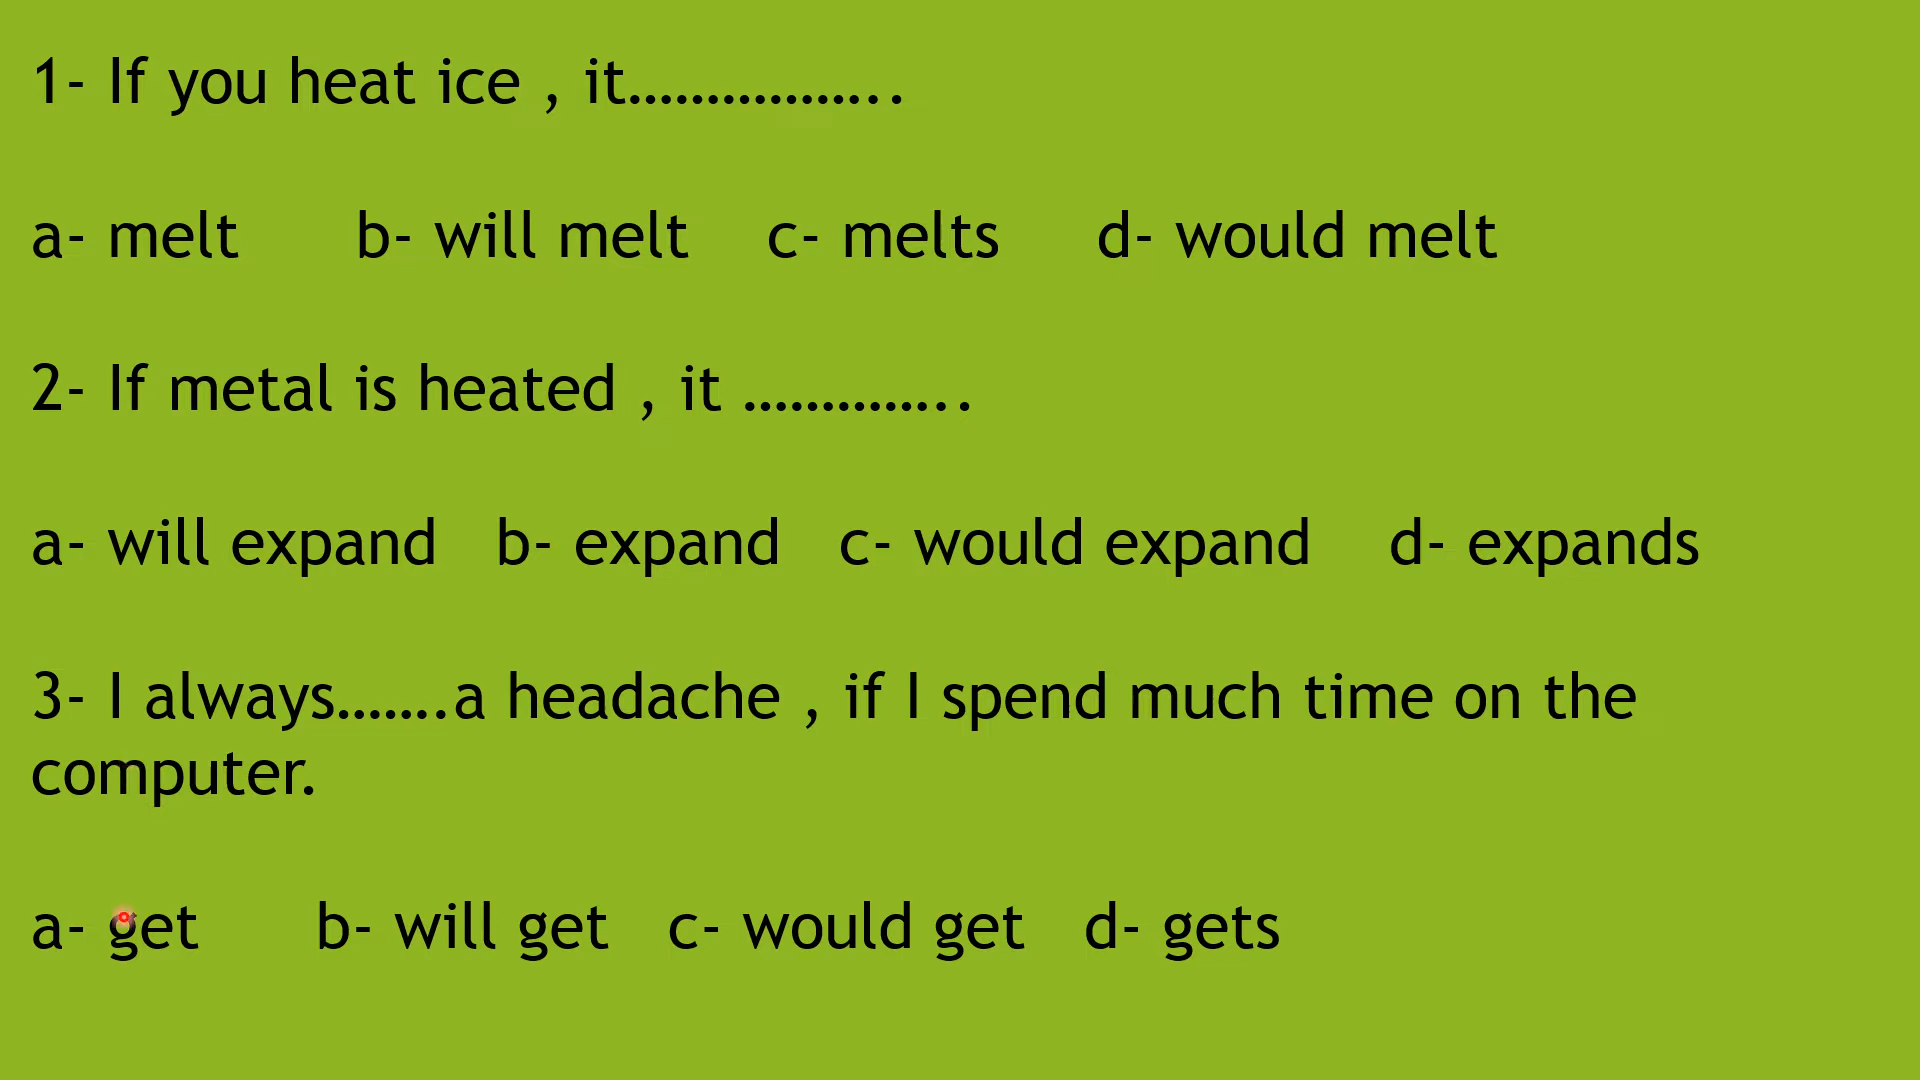 1- If you heat ice , it……………..
a- melt b- will melt c- melts d- would melt
2- If metal is heated , it …………..
a- will expand b- expand c- would expand d- expands
3- I always…….a headache , if I spend much time on the
computer.
a- get b- will get c- would get d- gets